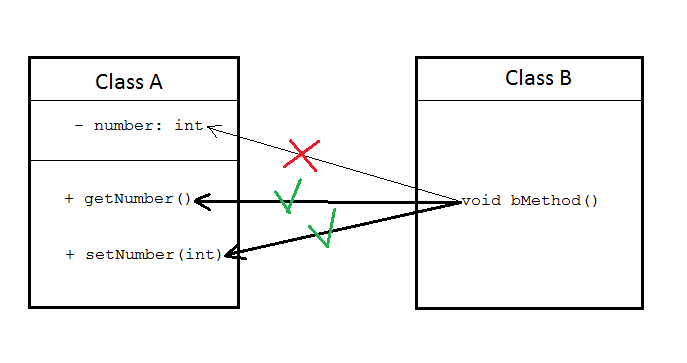 Class A
- number: int
+ getNumber()
+ setNumber(int)
Class B
void bMethod()